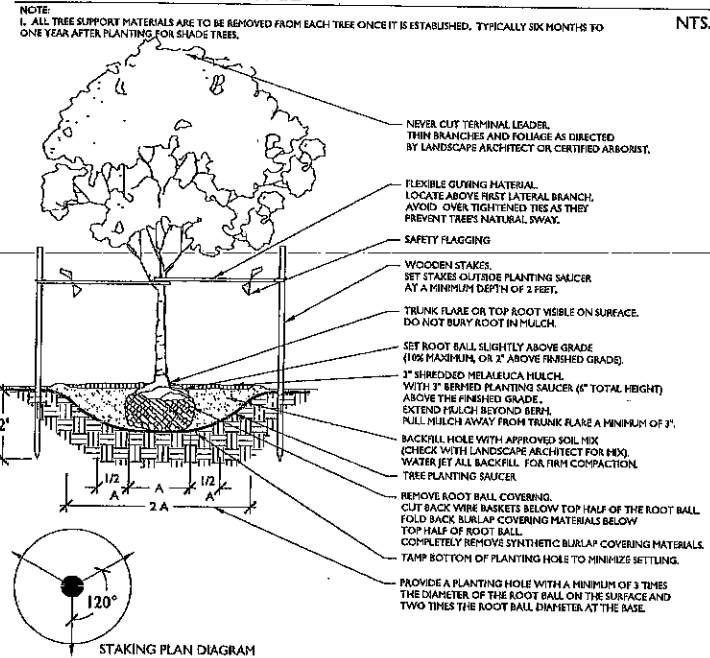 NOTE:
1. ALL TREE SUPPORT MATERIALS ARE TO BE REMOVED FROM EACH TREE ONCE IT IS ESTABLISHED, TYPICALLY SIX MONTHS TO
ONE YEAR AFTER PLANTING FOR SHADE TREES.
NTS.
NEVER CUT TERMINAL LEADER.
THIN BRANCHES AND FOLIAGE AS DIRECTED
BY LANDSCAPE ARCHITECT OR CERTIFIED ARBORIST.
FLEXIBLE GUYING MATERIAL.
LOCATE ABOVE FIRST LATERAL BRANCH.
AVOID OVER TIGHTENED TIES AS THEY
PREVENT TREE'S NATURAL SWAY.
SAFETY FLAGGING
WOODEN STAKES.
SET STAKES OUTSIDE PLANTING SAUCER
AT A MINIMUM DEPTH OF 2 FEET.
TRUNK FLARE OR TOP ROOT VISIBLE ON SURFACE.
DO NOT BURY ROOT IN MULCH.
SET ROOT BALL SLIGHTLY ABOVE GRADE
(10% MAXIMUM, OR 2" ABOVE FINISHED GRADE).
3" SHREDDED MELALEUCA MULCH.
WITH 3" BERMED PLANTING SAUCER (6" TOTAL HEIGHT)
ABOVE THE FINISHED GRADE.
EXTEND MULCH BEYOND BERM.
PULL MULCH AWAY FROM TRUNK FLARE A MINIMUM OF 3".
BACKFILL HOLE WITH APPROVED SOIL MIX
(CHECK WITH LANDSCAPE ARCHITECT FOR MIX).
WATER JET ALL BACKFILL FOR FIRM COMPACTION.
TREE PLANTING SAUCER
REMOVE ROOT BALL COVERING.
CUT BACK WIRE BASKETS BELOW TOP HALF OF THE ROOT BALL.
FOLD BACK BURLAP COVERING MATERIALS BELOW
TOP HALF OF ROOT BALL.
COMPLETELY REMOVE SYNTHETIC BURLAP COVERING MATERIALS.
TAMP BOTTOM OF PLANTING HOLE TO MINIMIZE SETTLING.
PROVIDE A PLANTING HOLE WITH A MINIMUM OF 3 TIMES
THE DIAMETER OF THE ROOT BALL ON THE SURFACE AND
TWO TIMES THE ROOT BALL DIAMETER AT THE BASE.
2'
1/2 A
A
1/2 A
2 A
120°
STAKING PLAN DIAGRAM